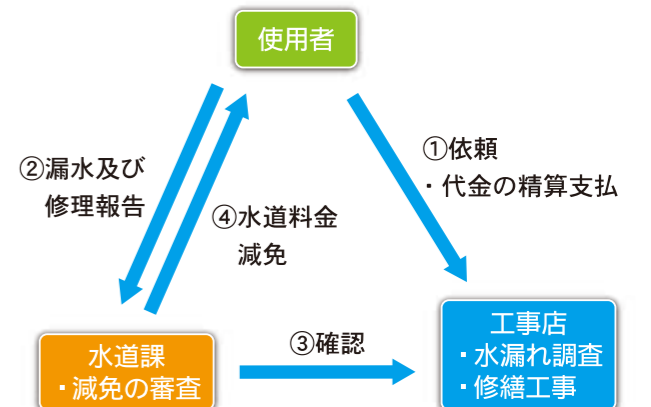 使用者
②漏水及び
修理報告
④水道料金
減免
①依頼
・代金の精算支払
③確認
水道課
・減免の審査
工事店
・水漏れ調査
・修繕工事